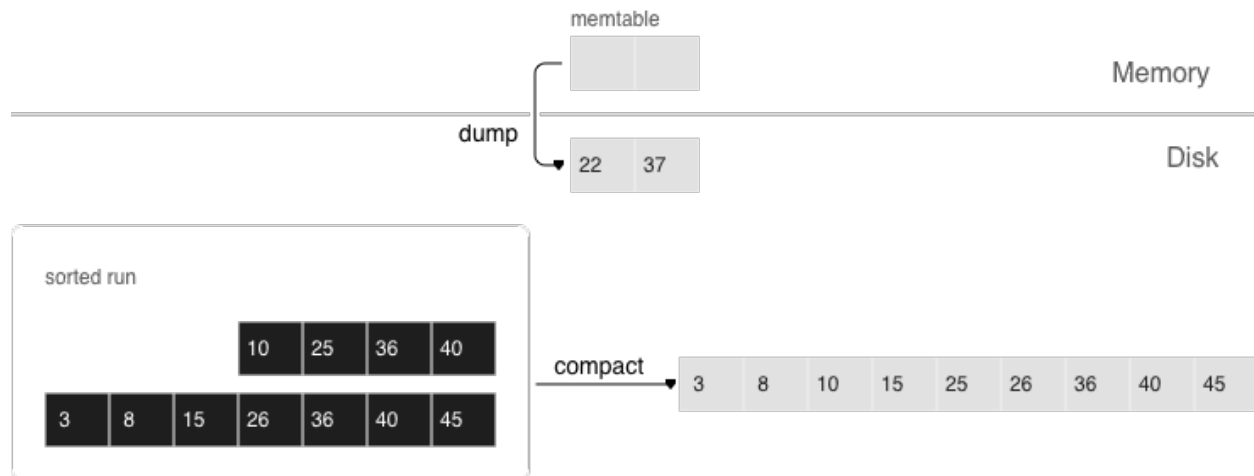 memtable
Memory
dump
Disk
22 37
sorted run
10 25 36 40
compact
3 8 10 15 25 26 36 40 45
3 8 15 26 36 40 45